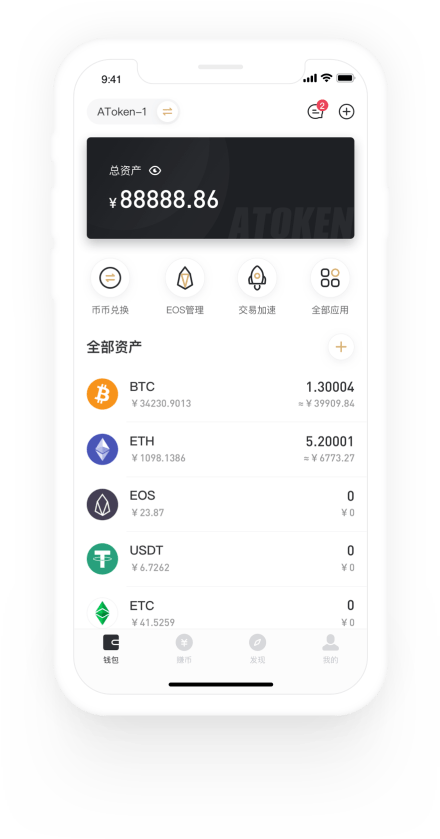 9:41
AToken-1
2
总资产
¥88888.86
ATOKEN
币币兑换
EOS管理
交易加速
全部应用
全部资产
BTC
1.30004
¥34230.9013
≈¥39909.84
ETH
5.20001
¥1098.1386
≈¥6773.27
EOS
0
¥23.87
¥0
USDT
0
¥6.7262
¥0
ETC
0
¥41.5259
¥0
钱包
赚币
发现
我的